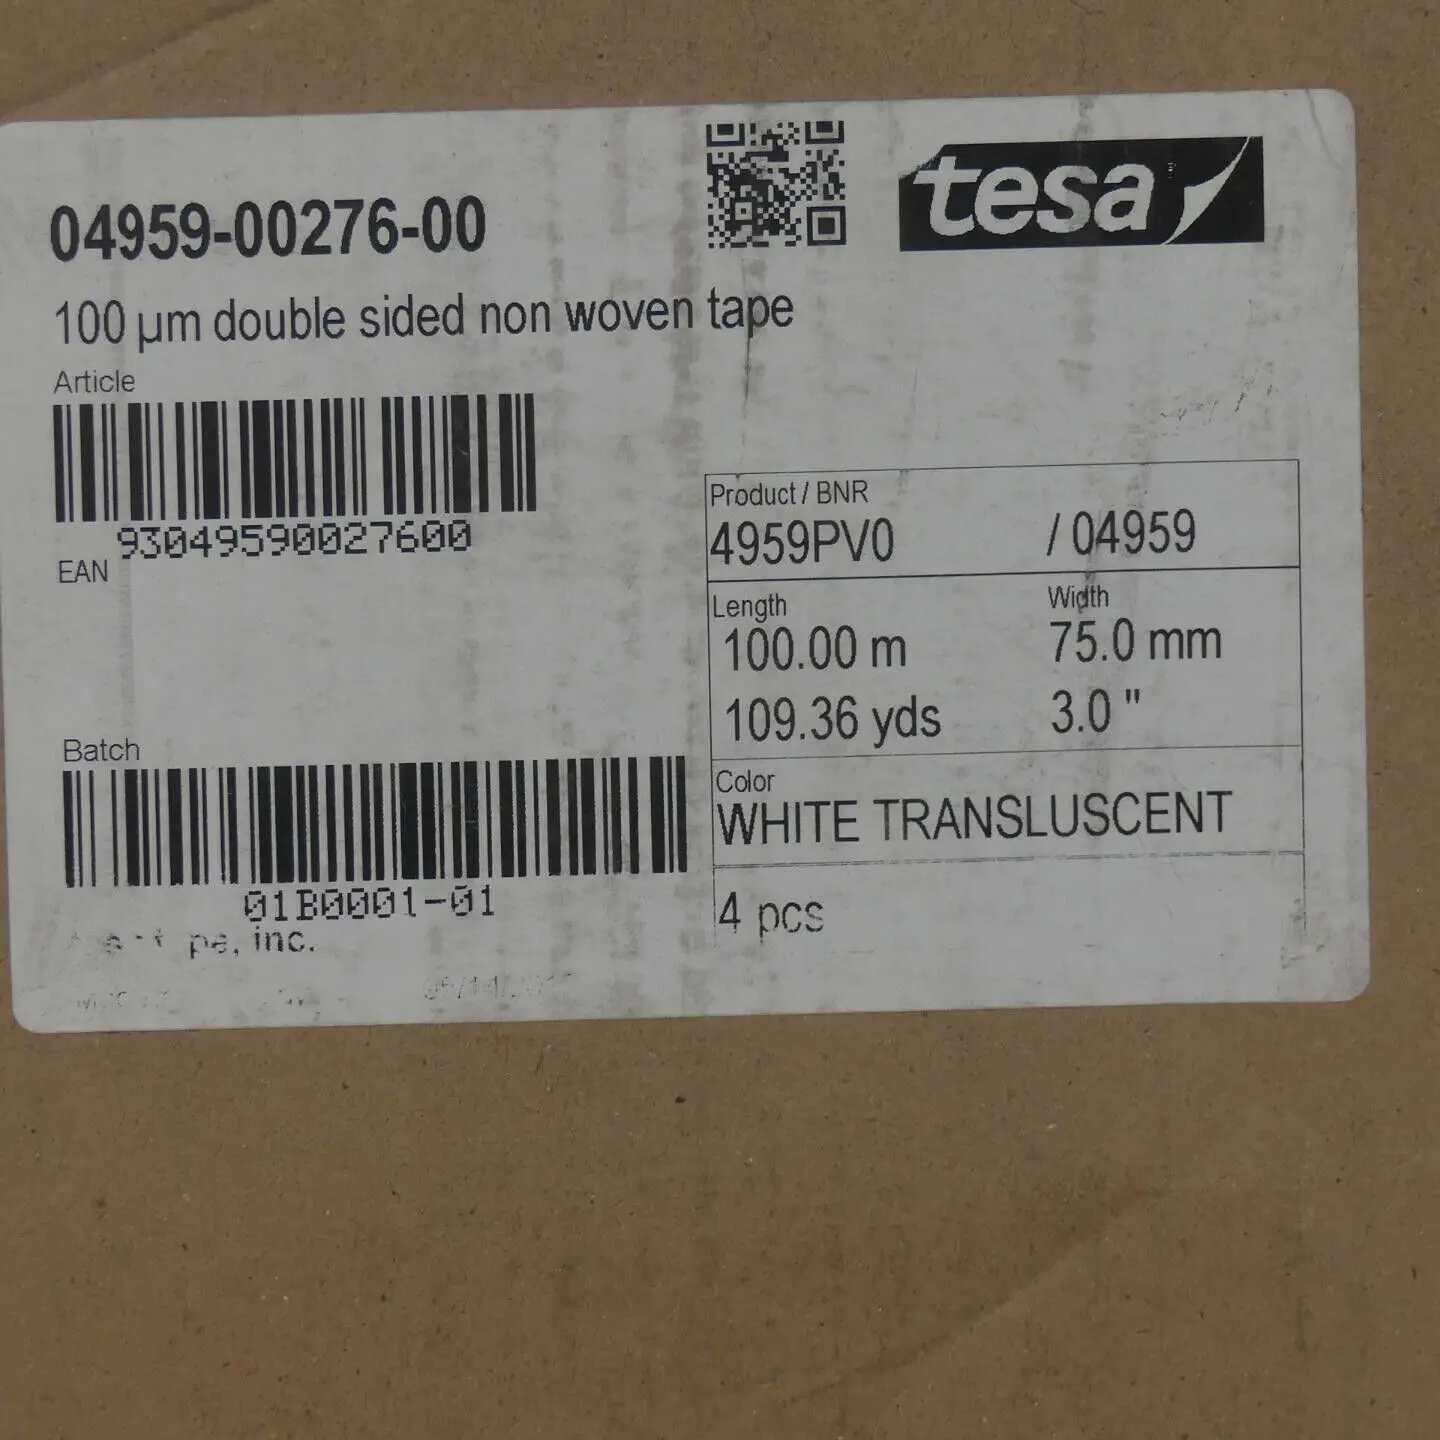 tesa
04959-00276-00
100 µm double sided non woven tape
Article
93049590027600
EAN
Product / BNR
4959PV0 / 04959
Length Width
100.00 m 75.0 mm
109.36 yds 3.0 "
Batch
Color
WHITE TRANSLUSCENT
01B0001-01
4 pcs
inc.